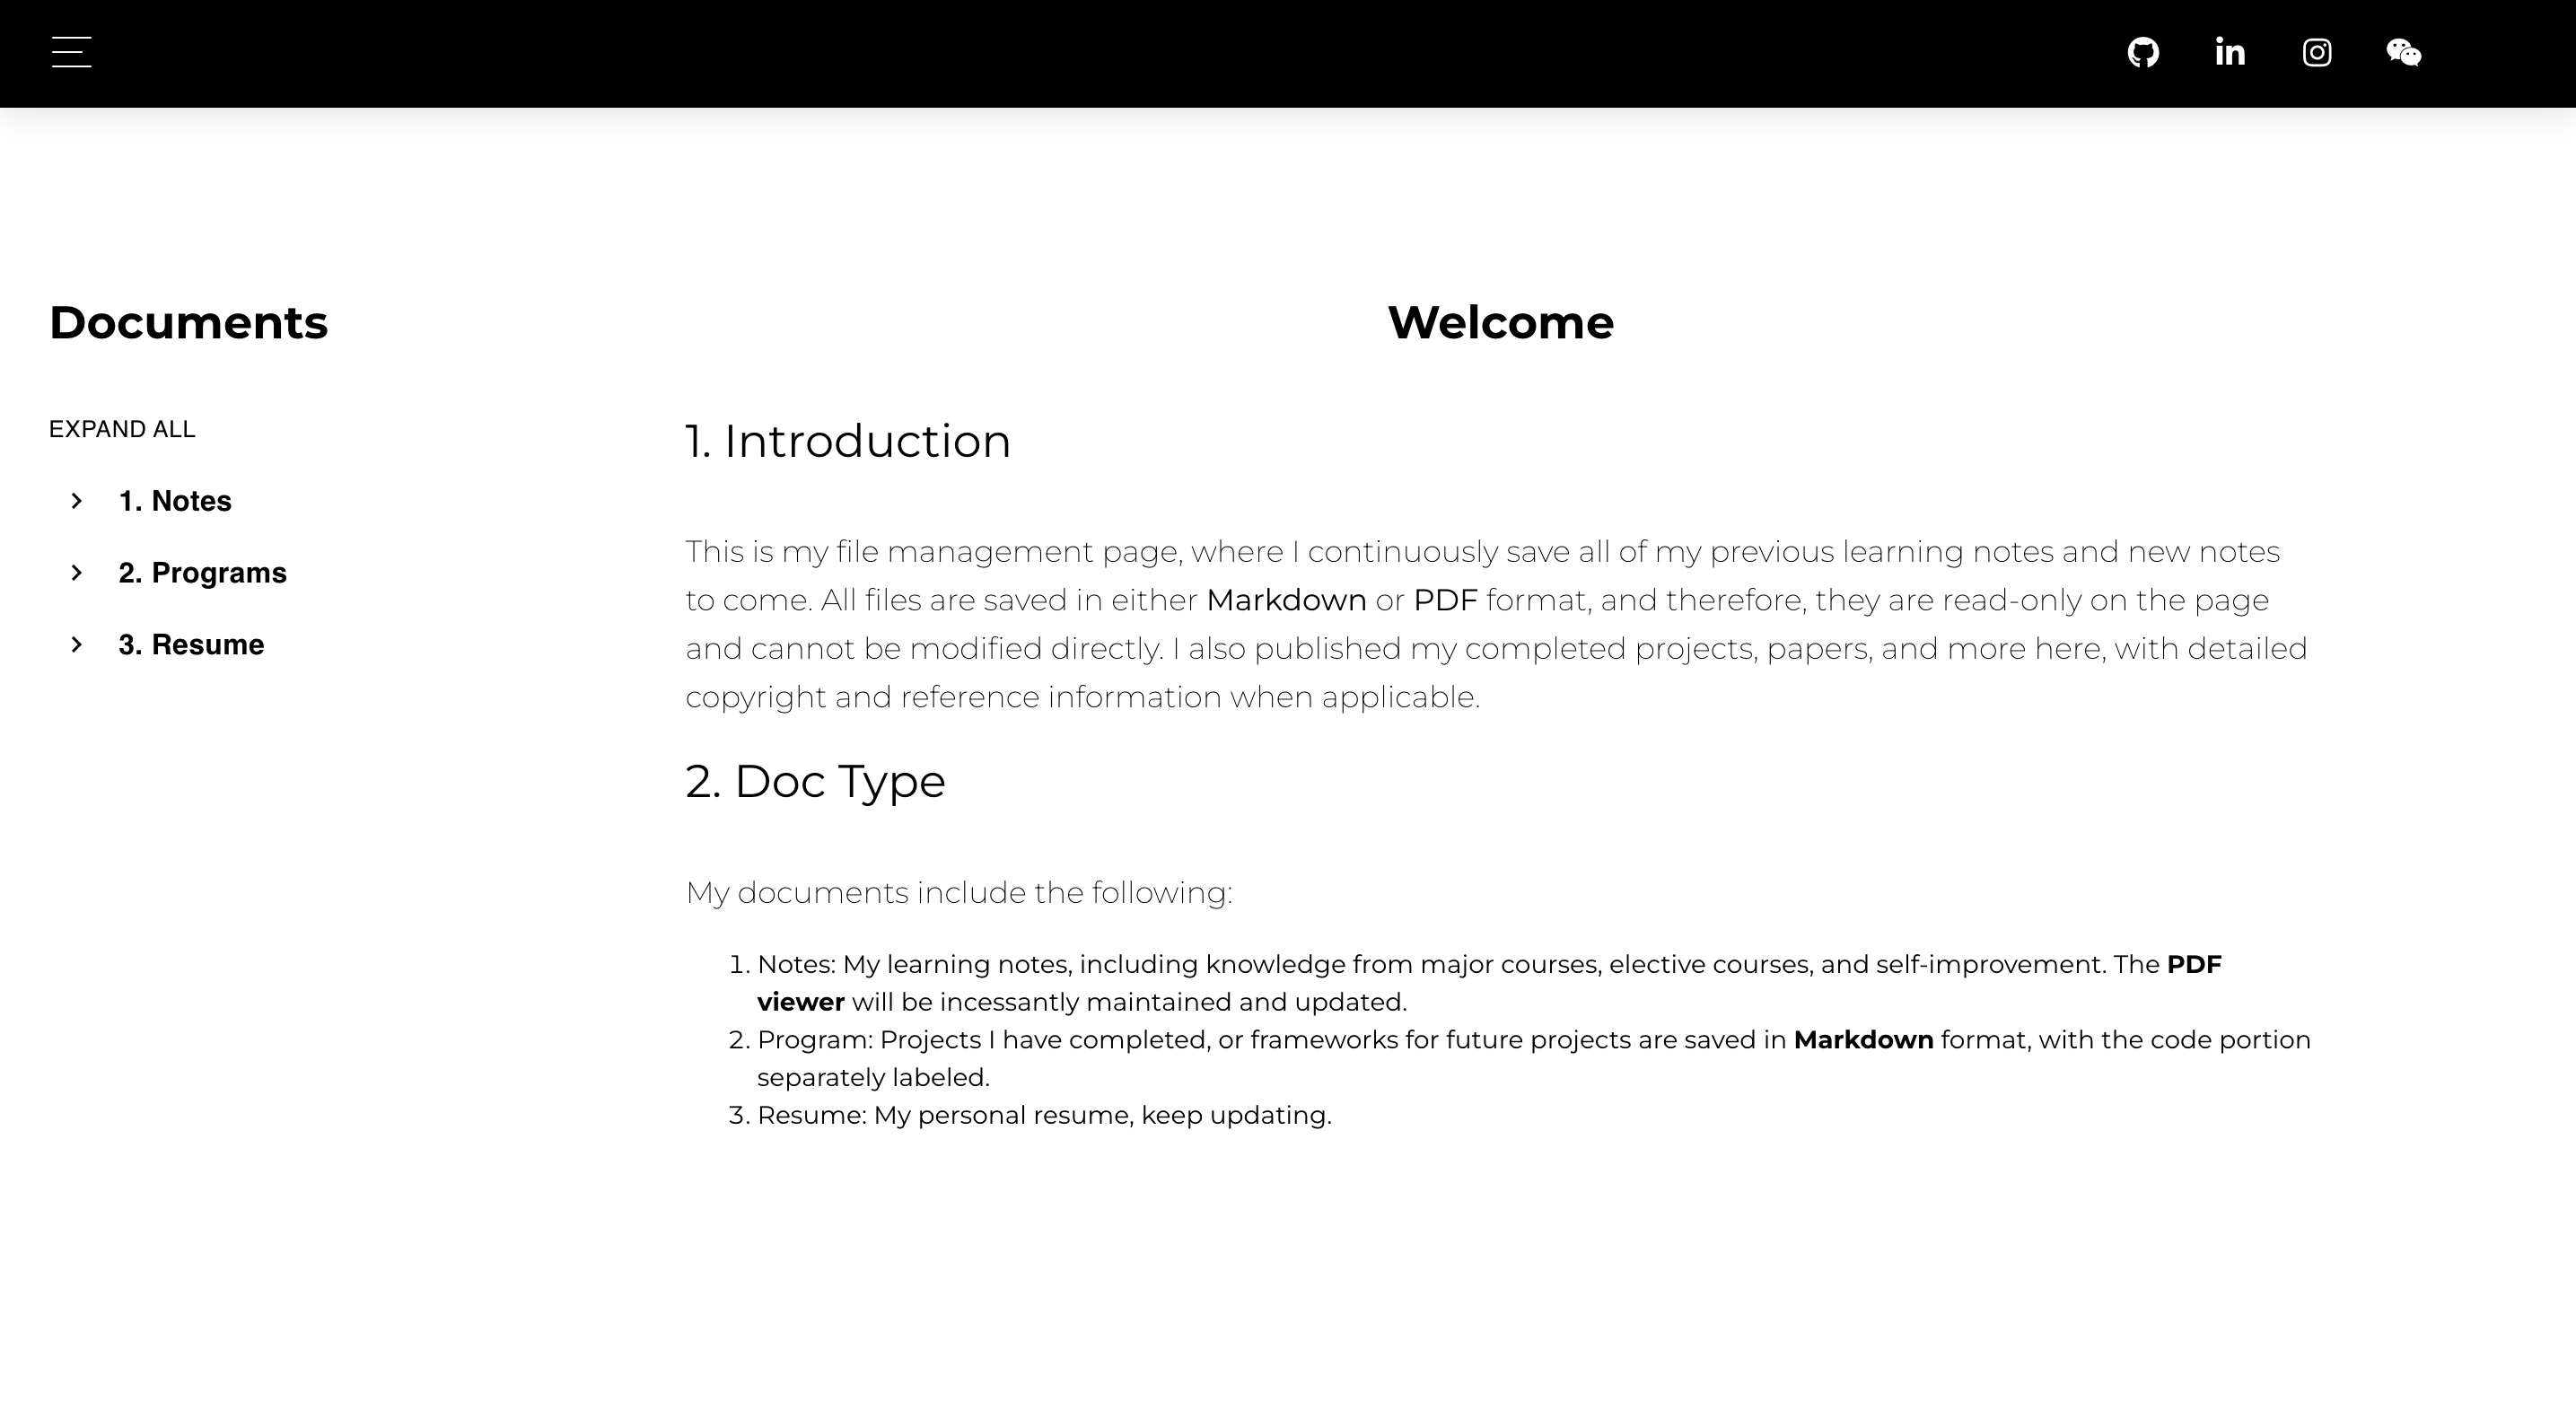 Documents
EXPAND ALL
1. Notes
2. Programs
3. Resume
Welcome
1. Introduction
This is my file management page, where I continuously save all of my previous learning notes and new notes
to come. All files are saved in either Markdown or PDF format, and therefore, they are read-only on the page
and cannot be modified directly. I also published my completed projects, papers, and more here, with detailed
copyright and reference information when applicable.
2. Doc Type
My documents include the following:
1. Notes: My learning notes, including knowledge from major courses, elective courses, and self-improvement. The PDF
viewer will be incessantly maintained and updated.
2. Program: Projects I have completed, or frameworks for future projects are saved in Markdown format, with the code portion
separately labeled.
3. Resume: My personal resume, keep updating.